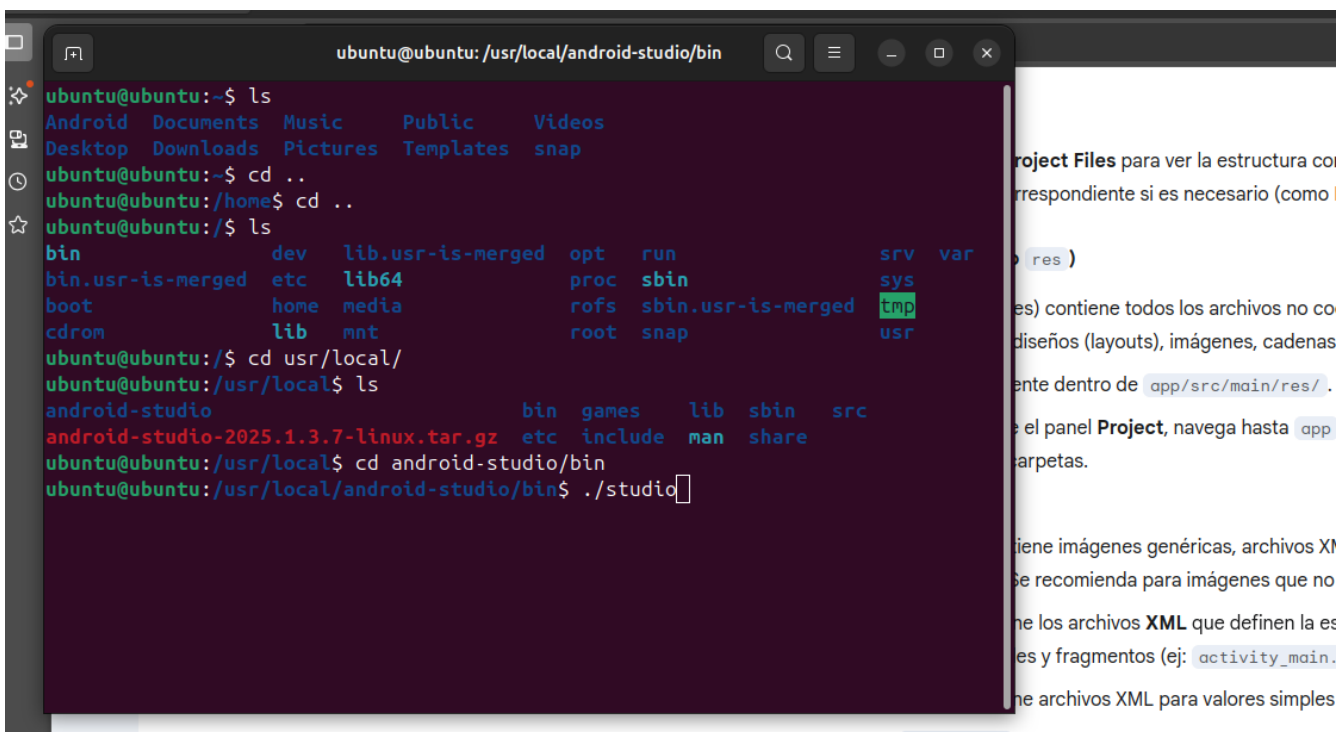 ubuntu@ubuntu: /usr/local/android-studio/bin
ubuntu@ubuntu:~$ ls
Android Documents Music Public Videos
Desktop Downloads Pictures Templates snap
ubuntu@ubuntu:~$ cd ..
ubuntu@ubuntu:/home$ cd ..
ubuntu@ubuntu:/$ ls
bin dev lib.usr-is-merged opt run srv var
bin.usr-is-merged etc lib64 proc sbin sys
boot home media rofs sbin.usr-is-merged tmp
cdrom lib mnt root snap usr
ubuntu@ubuntu:/$ cd usr/local/
ubuntu@ubuntu:/usr/local$ ls
android-studio bin games lib sbin src
android-studio-2025.1.3.7-linux.tar.gz etc include man share
ubuntu@ubuntu:/usr/local$ cd android-studio/bin
ubuntu@ubuntu:/usr/local/android-studio/bin$ ./studio
roject Files para ver la estructura co
rrespondiente si es necesario (como
res )
es) contiene todos los archivos no co
diseños (layouts), imágenes, cadenas
ente dentro de app/src/main/res/ .
el panel Project, navega hasta app
carpetas.
tiene imágenes genéricas, archivos X
Se recomienda para imágenes que no
ne los archivos XML que definen la es
es y fragmentos (ej: activity_main.
ne archivos XML para valores simples